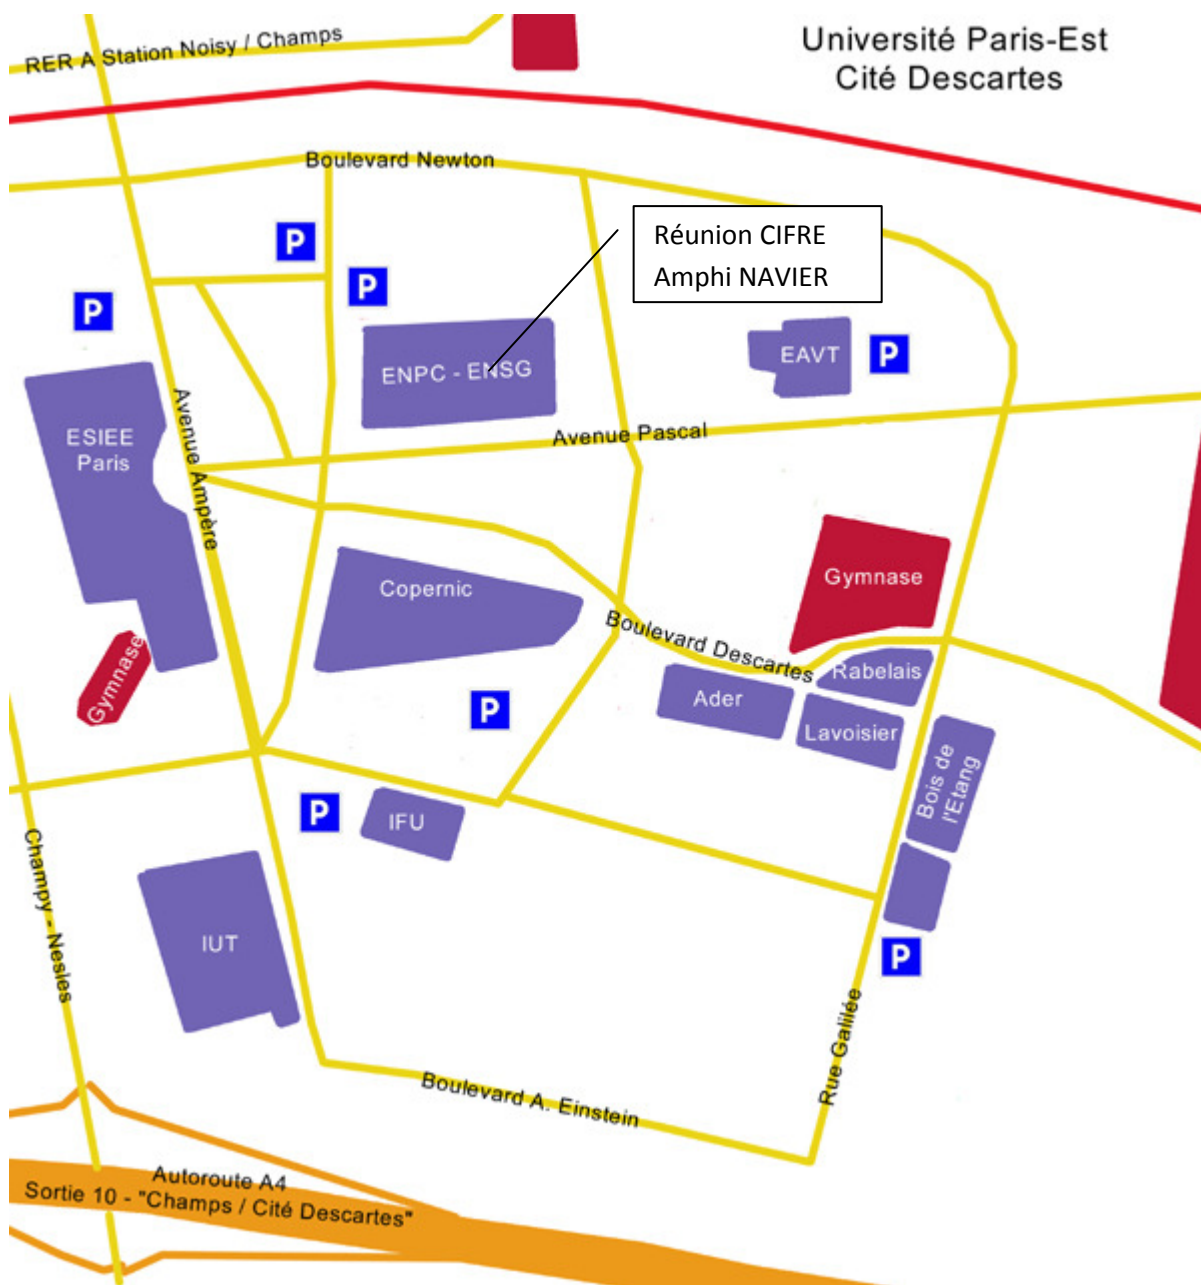 Université Paris-Est
Cité Descartes
RER A Station Noisy / Champs
Boulevard Newton
Réunion CIFRE
Amphi NAVIER
P
P
P
ENPC - ENSG
EAVT
P
Avenue Ampère
ESIEE
Paris
Avenue Pascal
Gymnase
Copernic
Boulevard Descartes
Gymnase
Rabelais
Ader
Lavoisier
P
Bois de
l'Etang
P
IFU
Champy - Nesles
IUT
P
Rue Galilée
Boulevard A. Einstein
Autoroute A4
Sortie 10 - "Champs / Cité Descartes"